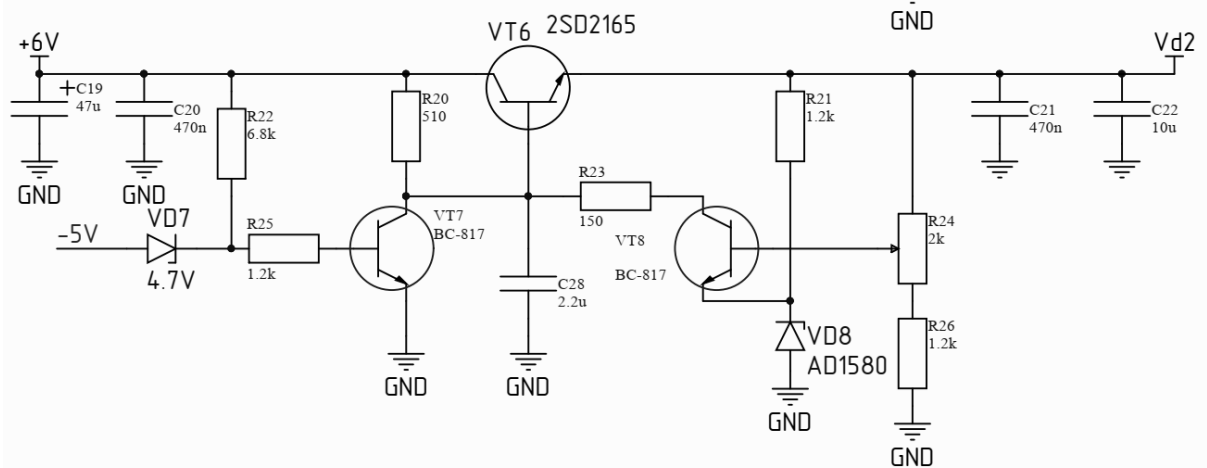 GND
+6V
VT6
2SD2165
Vd2
+
C19
47u
C20
470n
R22
6.8k
R20
510
R21
1.2k
C21
470n
C22
10u
GND
GND
R23
150
-5V
VD7
4.7V
R25
1.2k
VT7
BC-817
VT8
BC-817
R24
2k
C28
2.2u
VD8
AD1580
R26
1.2k
GND
GND
GND
GND